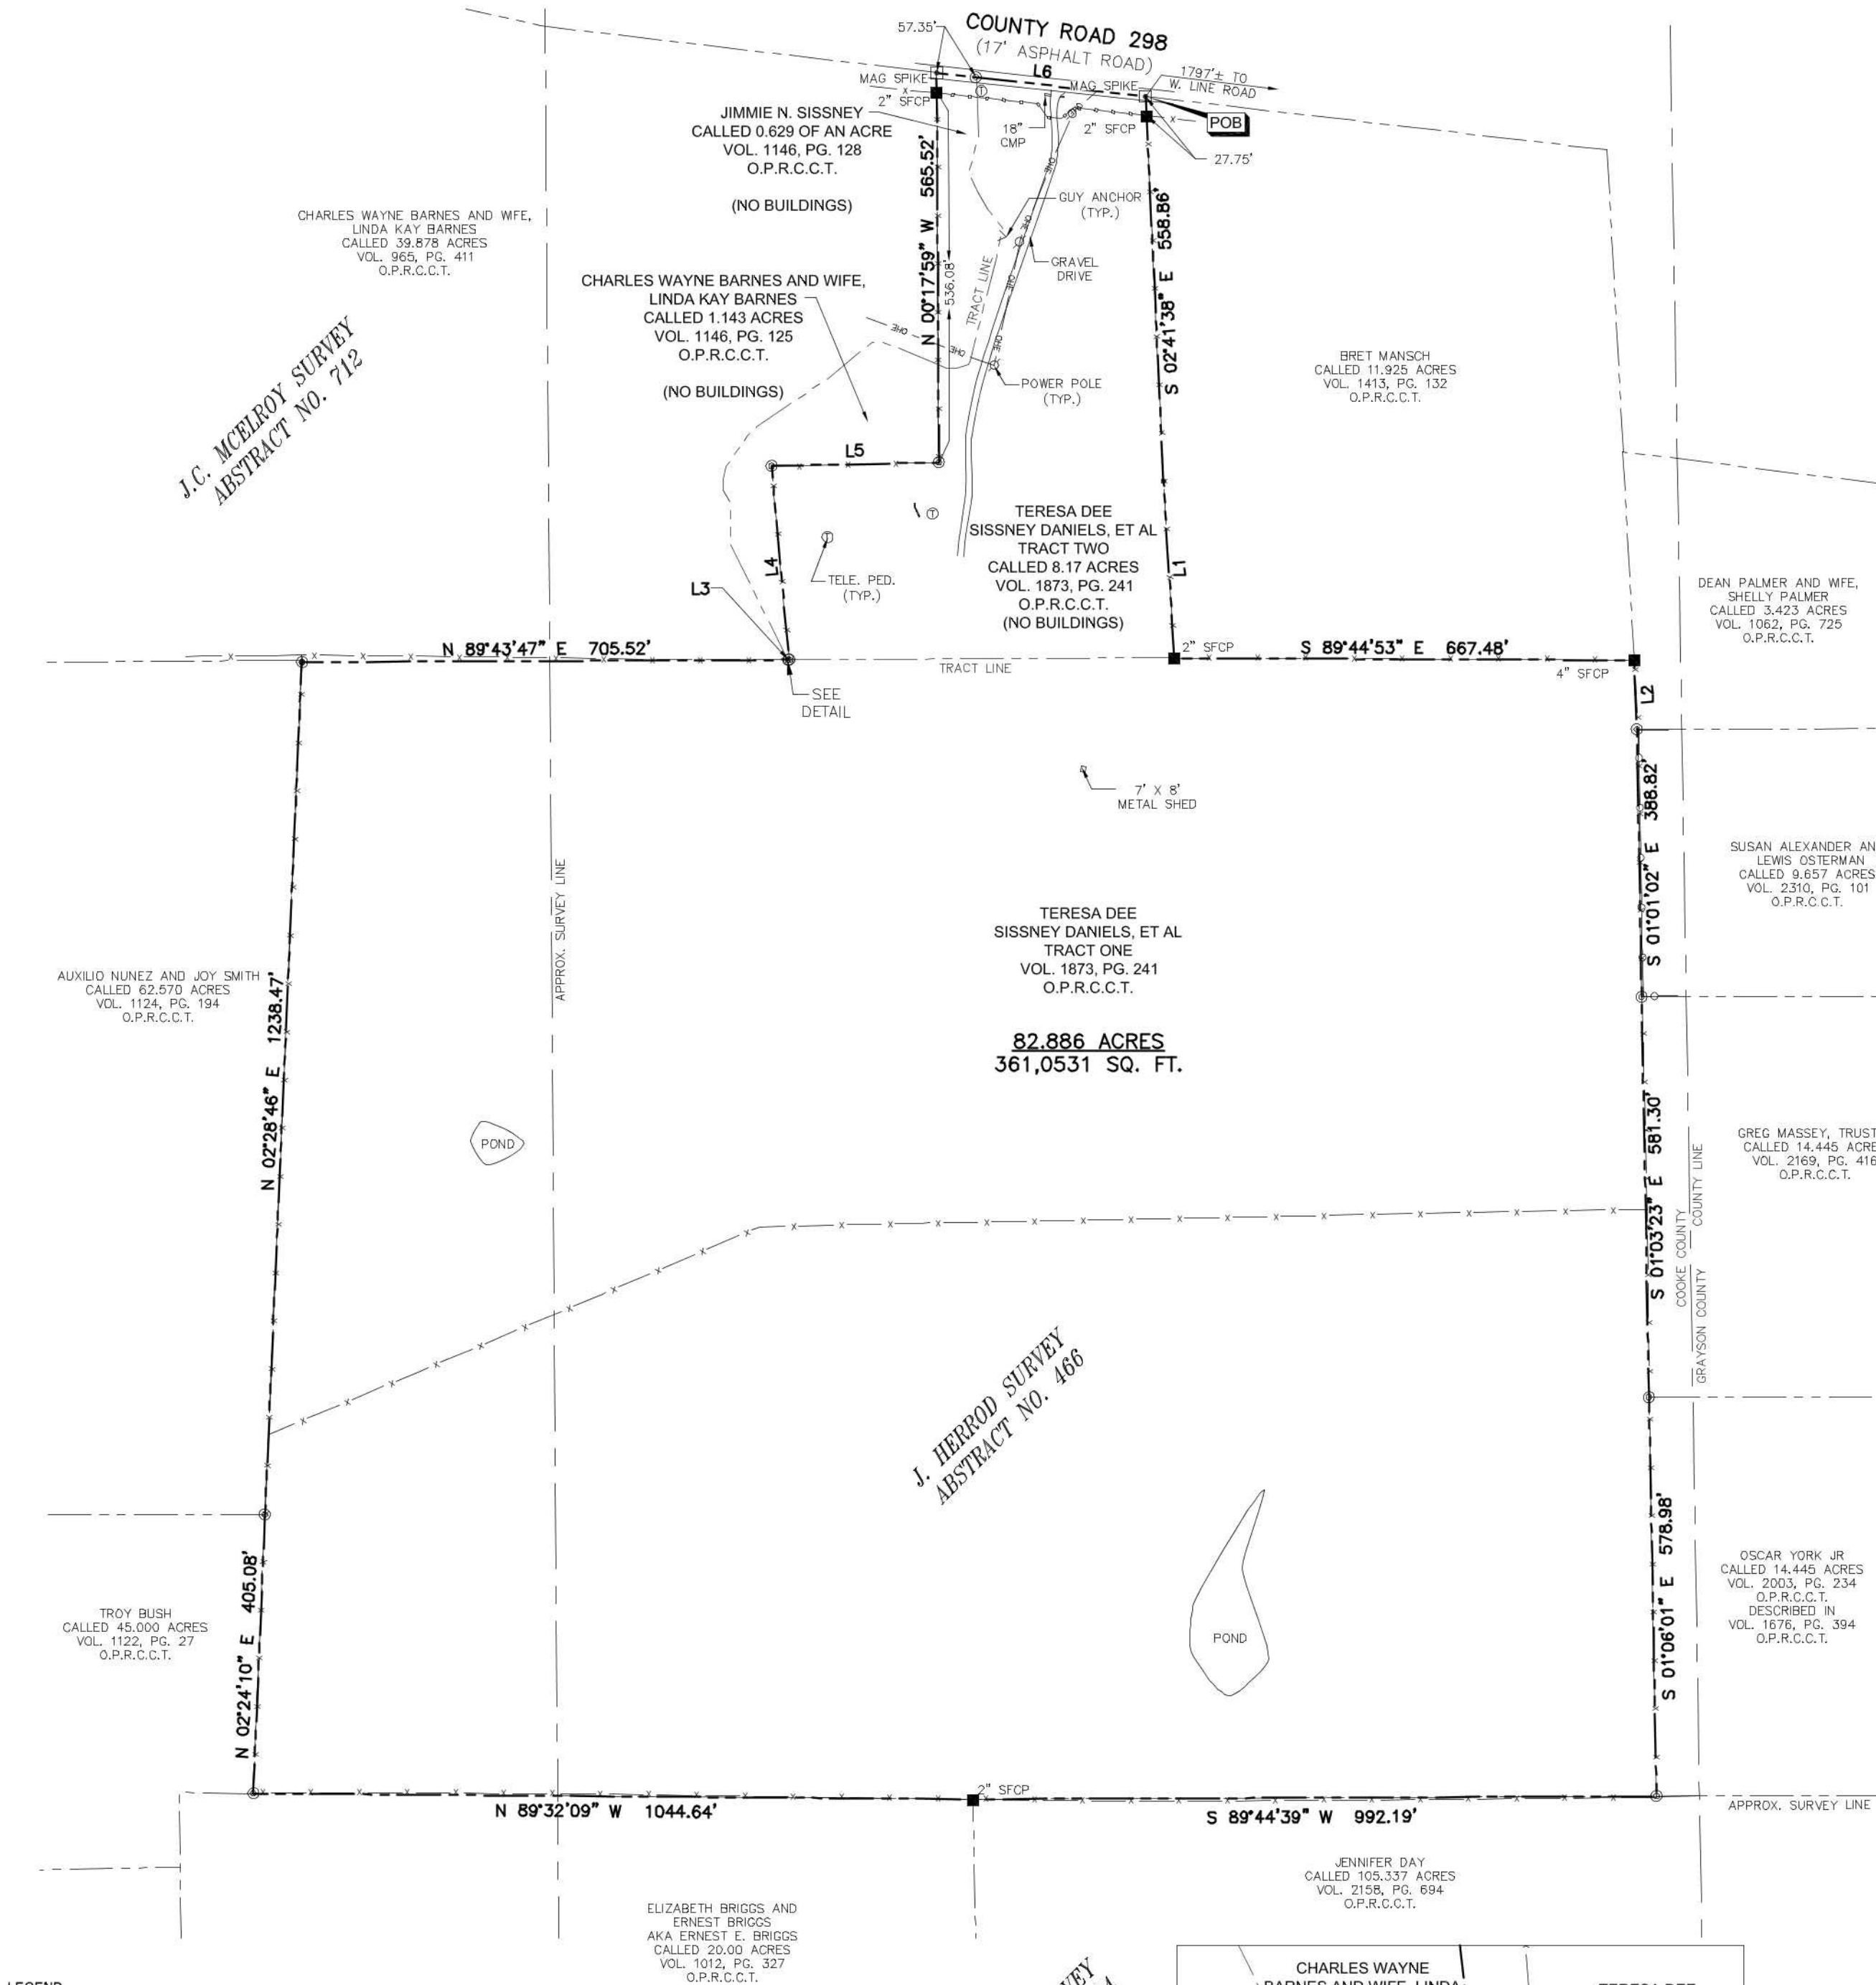 57.35'
COUNTY ROAD 298
(17' ASPHALT ROAD)
L6
MAG SPIKE
MAG SPIKE
1797'± TO
W. LINE ROAD
2" SFCP
18"
CMP
2" SFCP
POB
27.75'
JIMMIE N. SISSNEY
CALLED 0.629 OF AN ACRE
VOL. 1146, PG. 128
O.P.R.C.C.T.
(NO BUILDINGS)
N 00°17'59" W 565.52'
536.08'
GUY ANCHOR
(TYP.)
GRAVEL
DRIVE
TRACT LINE
OHE
OHE
OHE
OHE
OHE
OHE
POWER POLE
(TYP.)
S 02°41'38" E 558.86'
CHARLES WAYNE BARNES AND WIFE,
LINDA KAY BARNES
CALLED 39.878 ACRES
VOL. 965, PG. 411
O.P.R.C.C.T.
CHARLES WAYNE BARNES AND WIFE,
LINDA KAY BARNES
CALLED 1.143 ACRES
VOL. 1146, PG. 125
O.P.R.C.C.T.
(NO BUILDINGS)
J.C. MCELROY SURVEY
ABSTRACT NO. 712
BRET MANSCH
CALLED 11.925 ACRES
VOL. 1413, PG. 132
O.P.R.C.C.T.
L5
L4
L3
TELE. PED.
(TYP.)
TERESA DEE
SISSNEY DANIELS, ET AL
TRACT TWO
CALLED 8.17 ACRES
VOL. 1873, PG. 241
O.P.R.C.C.T.
(NO BUILDINGS)
L1
DEAN PALMER AND WIFE,
SHELLY PALMER
CALLED 3.423 ACRES
VOL. 1062, PG. 725
O.P.R.C.C.T.
N 89°43'47" E 705.52'
TRACT LINE
2" SFCP
S 89°44'53" E 667.48'
4" SFCP
SEE
DETAIL
L2
7' X 8'
METAL SHED
S 01°01'02" E 388.82'
SUSAN ALEXANDER AN
LEWIS OSTERMAN
CALLED 9.657 ACRES
VOL. 2310, PG. 101
O.P.R.C.C.T.
APPROX. SURVEY LINE
TERESA DEE
SISSNEY DANIELS, ET AL
TRACT ONE
VOL. 1873, PG. 241
O.P.R.C.C.T.
82.886 ACRES
361,0531 SQ. FT.
AUXILIO NUNEZ AND JOY SMITH
CALLED 62.570 ACRES
VOL. 1124, PG. 194
O.P.R.C.C.T.
N 02°28'46" E 1238.47'
POND
S 01°03'23" E 581.30'
GREG MASSEY, TRUST
CALLED 14.445 ACRE
VOL. 2169, PG. 416
O.P.R.C.C.T.
COOKE COUNTY
GRAYSON COUNTY
COUNTY LINE
J. HERROD SURVEY
ABSTRACT NO. 466
POND
S 01°06'01" E 578.98'
OSCAR YORK JR
CALLED 14.445 ACRES
VOL. 2003, PG. 234
O.P.R.C.C.T.
DESCRIBED IN
VOL. 1676, PG. 394
O.P.R.C.C.T.
TROY BUSH
CALLED 45.000 ACRES
VOL. 1122, PG. 27
O.P.R.C.C.T.
N 02°24'10" E 405.08'
2" SFCP
N 89°32'09" W 1044.64'
S 89°44'39" W 992.19'
APPROX. SURVEY LINE
JENNIFER DAY
CALLED 105.337 ACRES
VOL. 2158, PG. 694
O.P.R.C.C.T.
ELIZABETH BRIGGS AND
ERNEST BRIGGS
AKA ERNEST E. BRIGGS
CALLED 20.00 ACRES
VOL. 1012, PG. 327
O.P.R.C.C.T.
CHARLES WAYNE